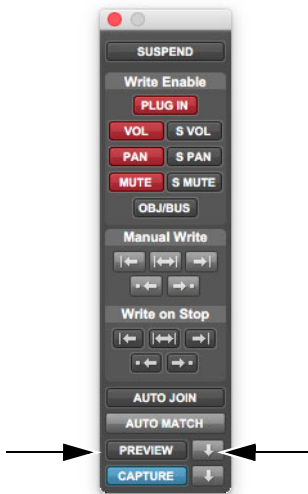 SUSPEND
Write Enable
PLUG IN
VOL S VOL
PAN S PAN
MUTE S MUTE
OBJ/BUS
Manual Write
Write on Stop
AUTO JOIN
AUTO MATCH
PREVIEW
CAPTURE